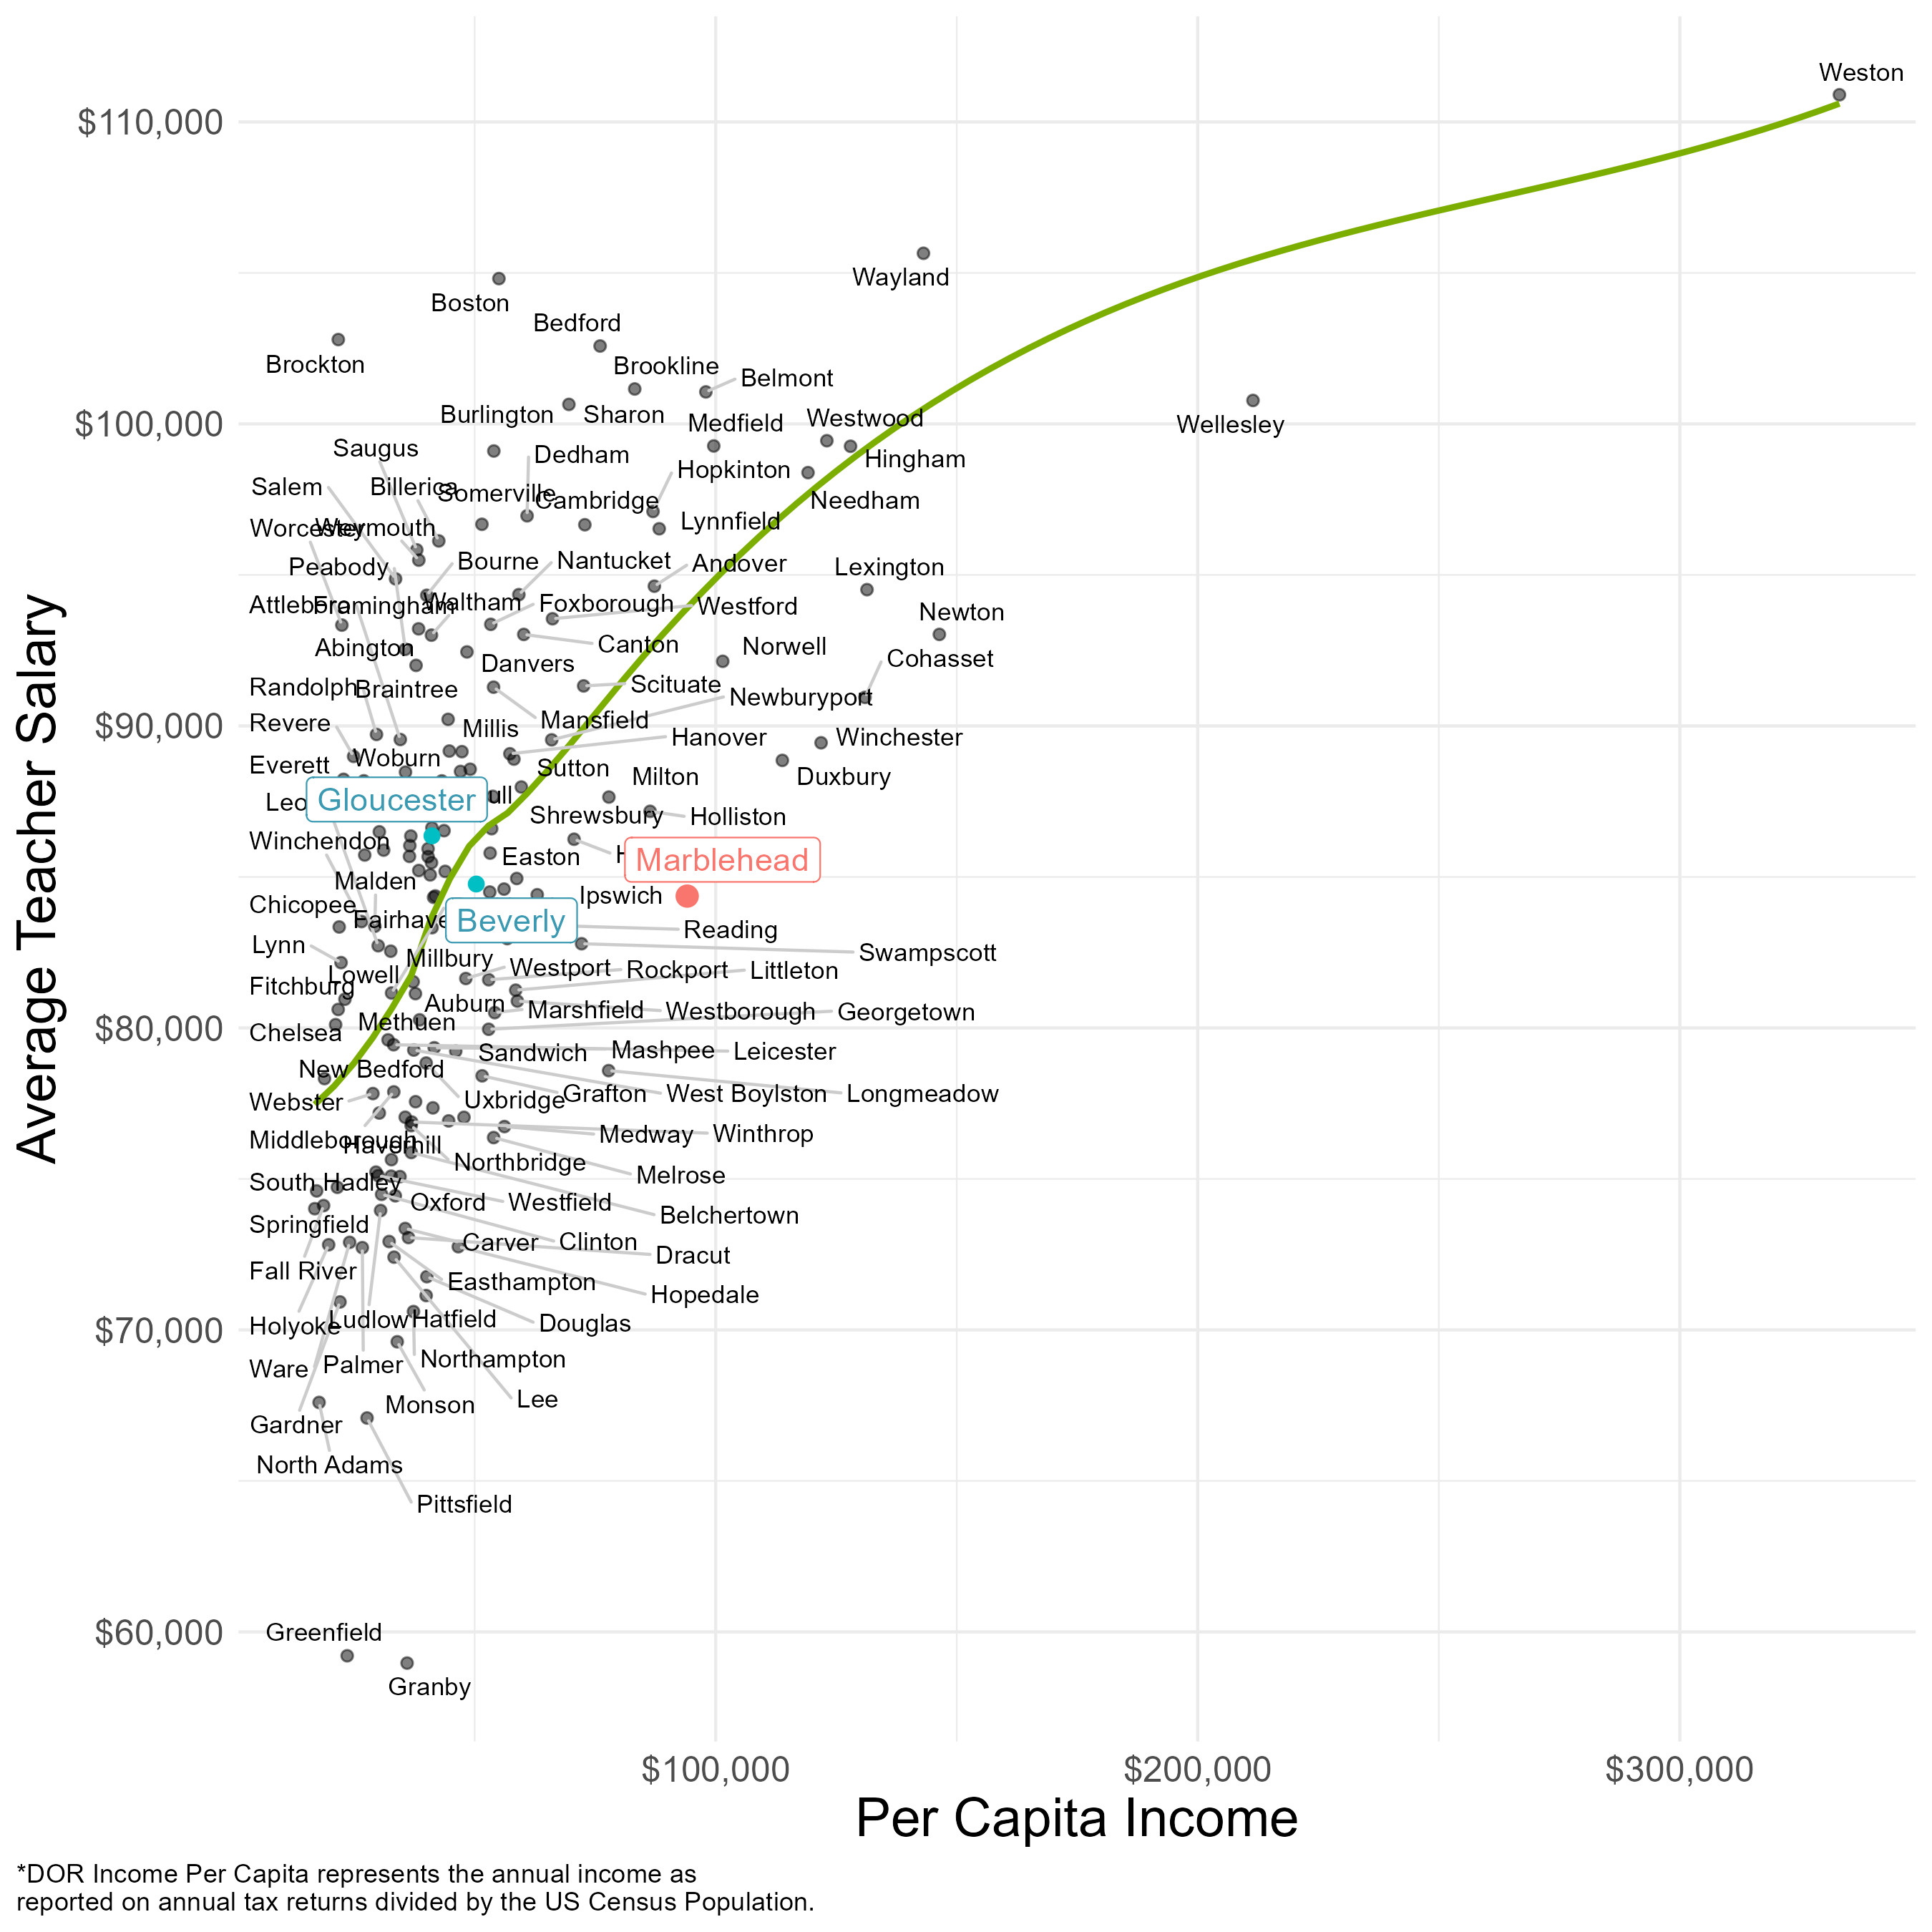 Weston
$110,000
Wayland
Boston
Bedford
Brockton
Brookline
Belmont
Burlington
Sharon
Westwood
$100,000
Medfield
Wellesley
Saugus
Dedham
Hingham
Hopkinton
Salem
Billerica
Somerville
Cambridge
Needham
Lynnfield
Worcester
Weymouth
Peabody
Bourne
Nantucket
Andover
Lexington
Attleboro
Framingham
Waltham
Foxborough
Westford
Newton
Abington
Canton
Norwell
Danvers
Cohasset
Randolph
Braintree
Scituate
Newburyport
Revere
$90,000
Millis
Mansfield
Hanover
Winchester
Everett
Woburn
Sutton
Milton
Duxbury
Gloucester
Shrewsbury
Holliston
Winchendon
Easton
Marblehead
Malden
Ipswich
Chicopee
Beverly
Reading
Lynn
Swampscott
Lowell
Millbury
Westport
Rockport
Littleton
Fitchburg
Auburn
Marshfield
Westborough
Georgetown
$80,000
Chelsea
Methuen
Sandwich
Mashpee
Leicester
New Bedford
Webster
Uxbridge
Grafton
West Boylston
Longmeadow
Middleborough
Haverhill
Medway
Winthrop
Northbridge
Melrose
South Hadley
Oxford
Westfield
Belchertown
Springfield
Carver
Clinton
Dracut
Fall River
Easthampton
Hopedale
$70,000
Holyoke
Ludlow
Hatfield
Douglas
Ware
Palmer
Northampton
Monson
Lee
Gardner
North Adams
Pittsfield
$60,000
Greenfield
Granby
Average Teacher Salary
$100,000
$200,000
$300,000
Per Capita Income
*DOR Income Per Capita represents the annual income as
reported on annual tax returns divided by the US Census Population.